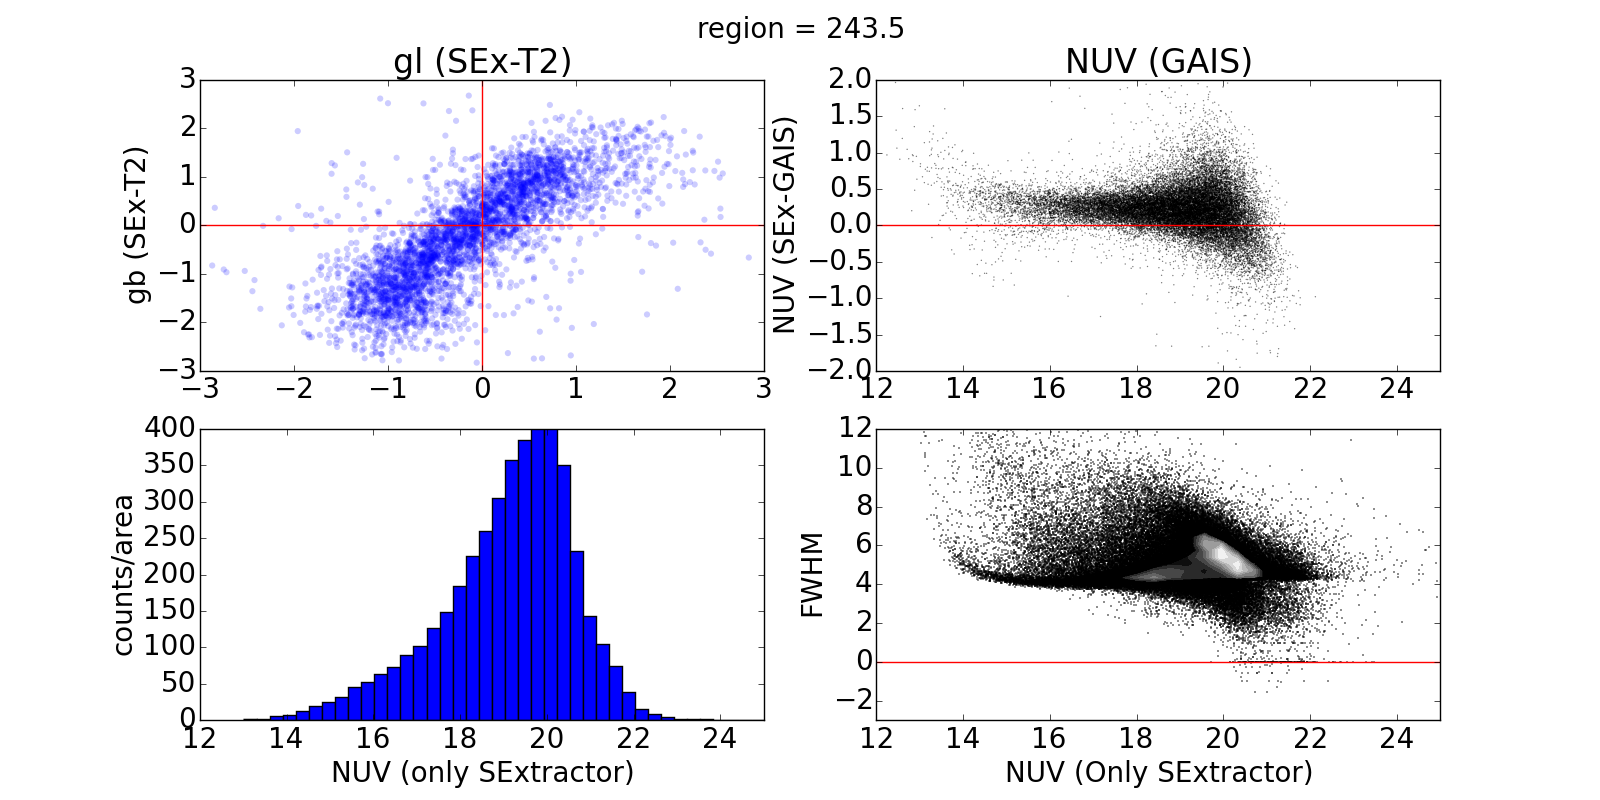 region = 243.5
gl (SEx-T2)
NUV (GAIS)
gb (SEx-T2)
3
2
1
0
−1
−2
−3
−3 −2 −1 0 1 2 3
NUV (SEx-GAIS)
2.0
1.5
1.0
0.5
0.0
−0.5
−1.0
−1.5
−2.0
12 14 16 18 20 22 24
counts/area
400
350
300
250
200
150
100
50
0
12 14 16 18 20 22 24
NUV (only SExtractor)
FWHM
12
10
8
6
4
2
0
−2
12 14 16 18 20 22 24
NUV (Only SExtractor)